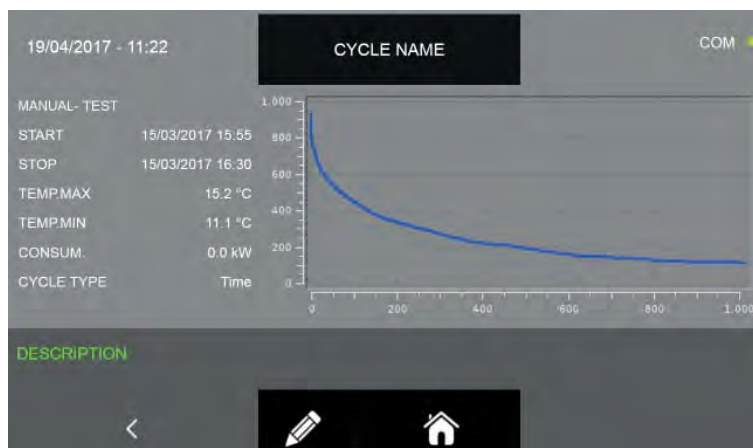 19/04/2017 - 11:22
CYCLE NAME
COM
MANUAL- TEST
START 15/03/2017 15:55
STOP 15/03/2017 16:30
TEMP.MAX 15.2 °C
TEMP.MIN 11.1 °C
CONSUM. 0.0 kW
CYCLE TYPE Time
1.000
800
600
400
200
0
0 200 400 600 800 1.000
DESCRIPTION